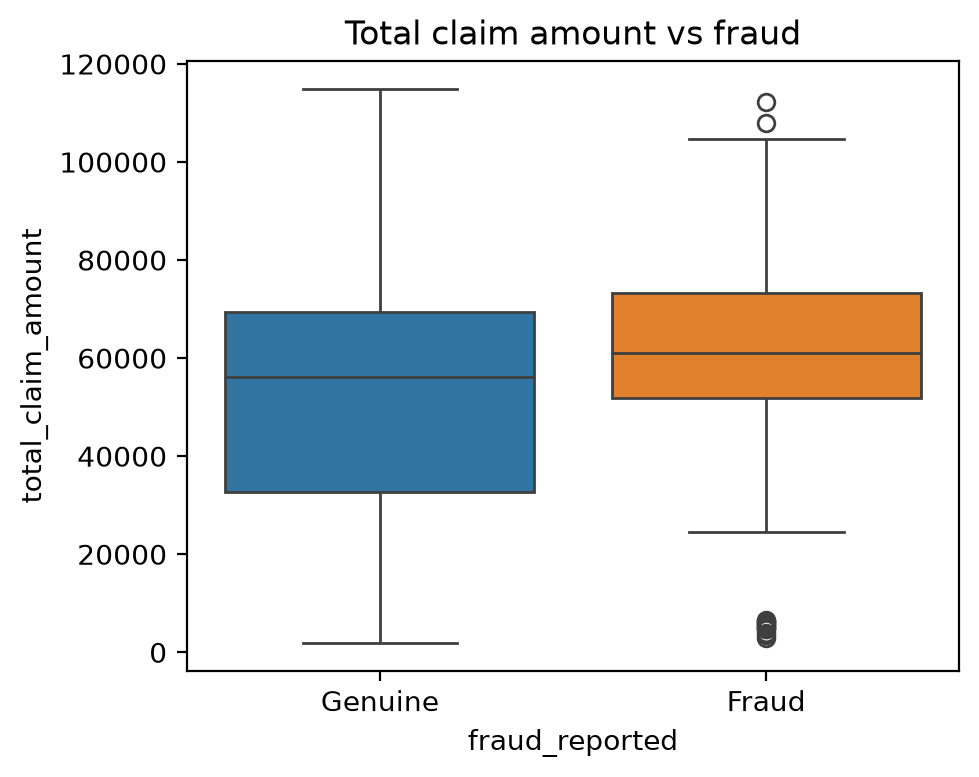 Total claim amount vs fraud
120000
100000
80000
60000
40000
20000
0
total_claim_amount
Genuine
Fraud
fraud_reported